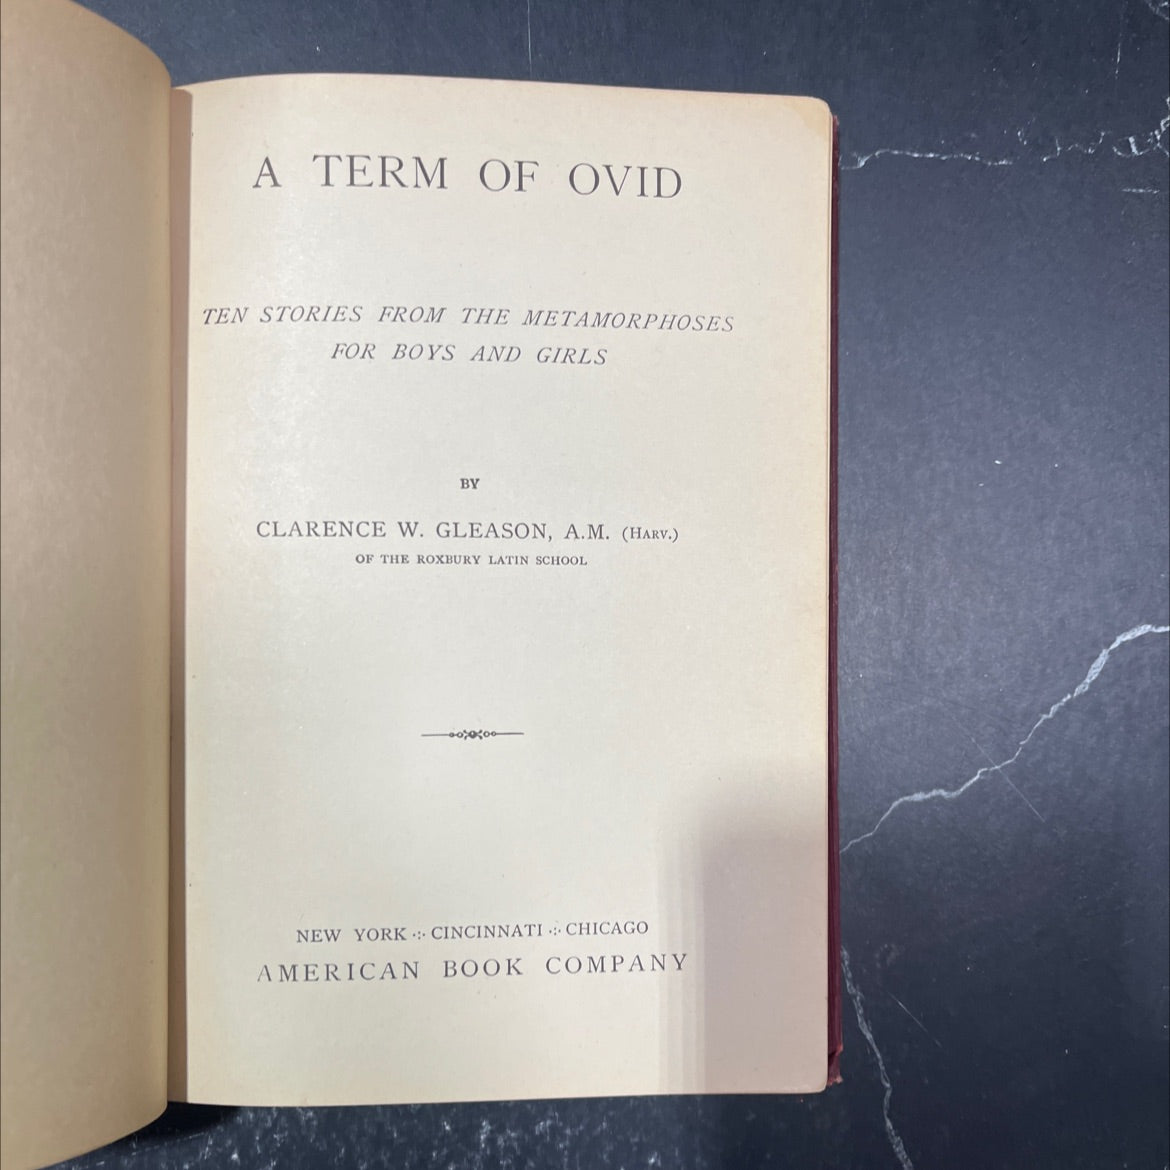 A TERM OF OVID
TEN STORIES FROM THE METAMORPHOSES
FOR BOYS AND GIRLS
BY
CLARENCE W. GLEASON, A.M. (HARV.)
OF THE ROXBURY LATIN SCHOOL
NEW YORK ·:· CINCINNATI ·:· CHICAGO
AMERICAN BOOK COMPANY